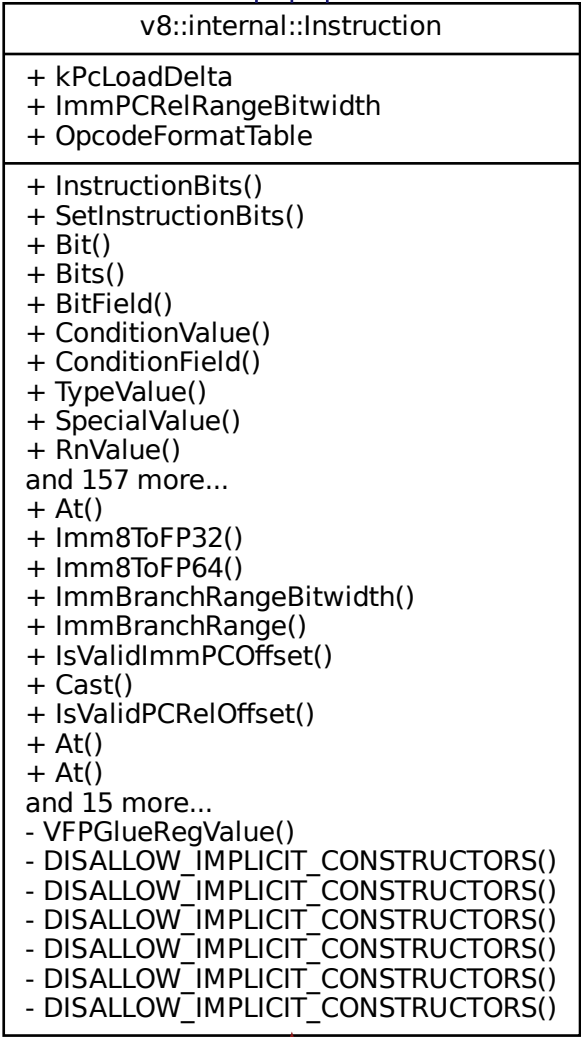 v8::internal::Instruction
+ kPcLoadDelta
+ ImmPCRelRangeBitwidth
+ OpcodeFormatTable
+ InstructionBits()
+ SetInstructionBits()
+ Bit()
+ Bits()
+ BitField()
+ ConditionValue()
+ ConditionField()
+ TypeValue()
+ SpecialValue()
+ RnValue()
and 157 more...
+ At()
+ Imm8ToFP32()
+ Imm8ToFP64()
+ ImmBranchRangeBitwidth()
+ ImmBranchRange()
+ IsValidImmPCOffset()
+ Cast()
+ IsValidPCRelOffset()
+ At()
+ At()
and 15 more...
- VFPGlueRegValue()
- DISALLOW_IMPLICIT_CONSTRUCTORS()
- DISALLOW_IMPLICIT_CONSTRUCTORS()
- DISALLOW_IMPLICIT_CONSTRUCTORS()
- DISALLOW_IMPLICIT_CONSTRUCTORS()
- DISALLOW_IMPLICIT_CONSTRUCTORS()
- DISALLOW_IMPLICIT_CONSTRUCTORS()